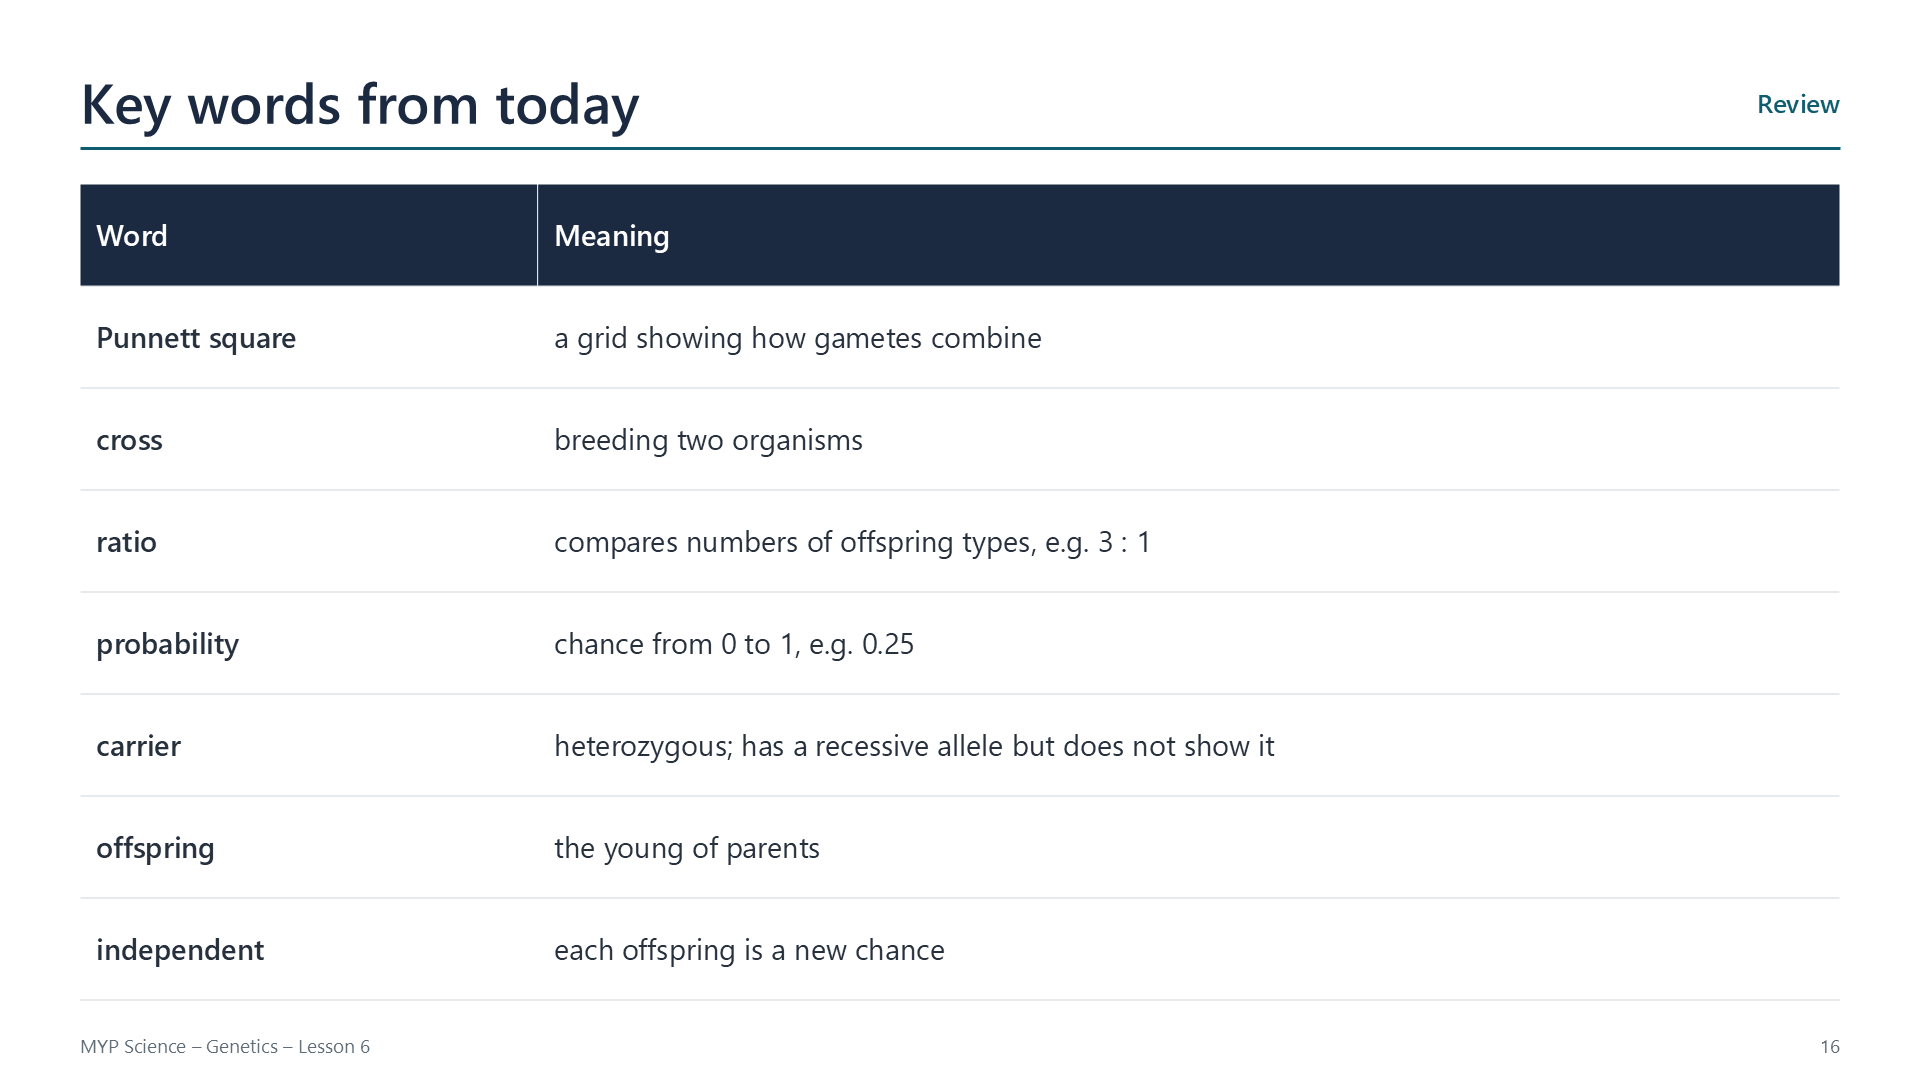 Key words from today
Review
Word Meaning
Punnett square a grid showing how gametes combine
cross breeding two organisms
ratio compares numbers of offspring types, e.g. 3 : 1
probability chance from 0 to 1, e.g. 0.25
carrier heterozygous; has a recessive allele but does not show it
offspring the young of parents
independent each offspring is a new chance
MYP Science – Genetics – Lesson 6
16